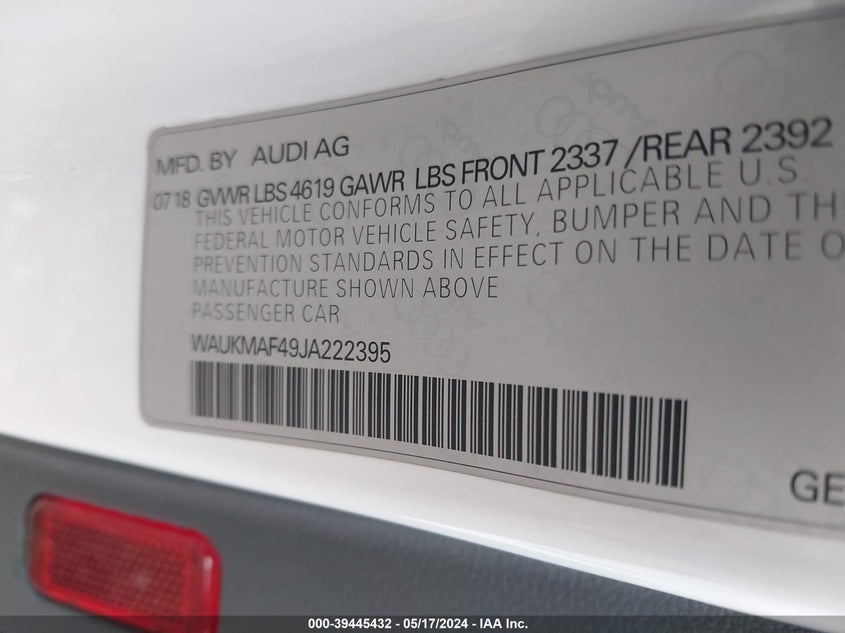 MFD. BY AUDI AG
07 18 GVWR LBS 4619 GAWR LBS FRONT 2337 /REAR 2392
THIS VEHICLE CONFORMS TO ALL APPLICABLE U.S.
FEDERAL MOTOR VEHICLE SAFETY, BUMPER AND TH
PREVENTION STANDARDS IN EFFECT ON THE DATE O
MANUFACTURE SHOWN ABOVE
PASSENGER CAR
WAUKMAF49JA222395
GE
000-39445432 - 05/17/2024 - IAA Inc.